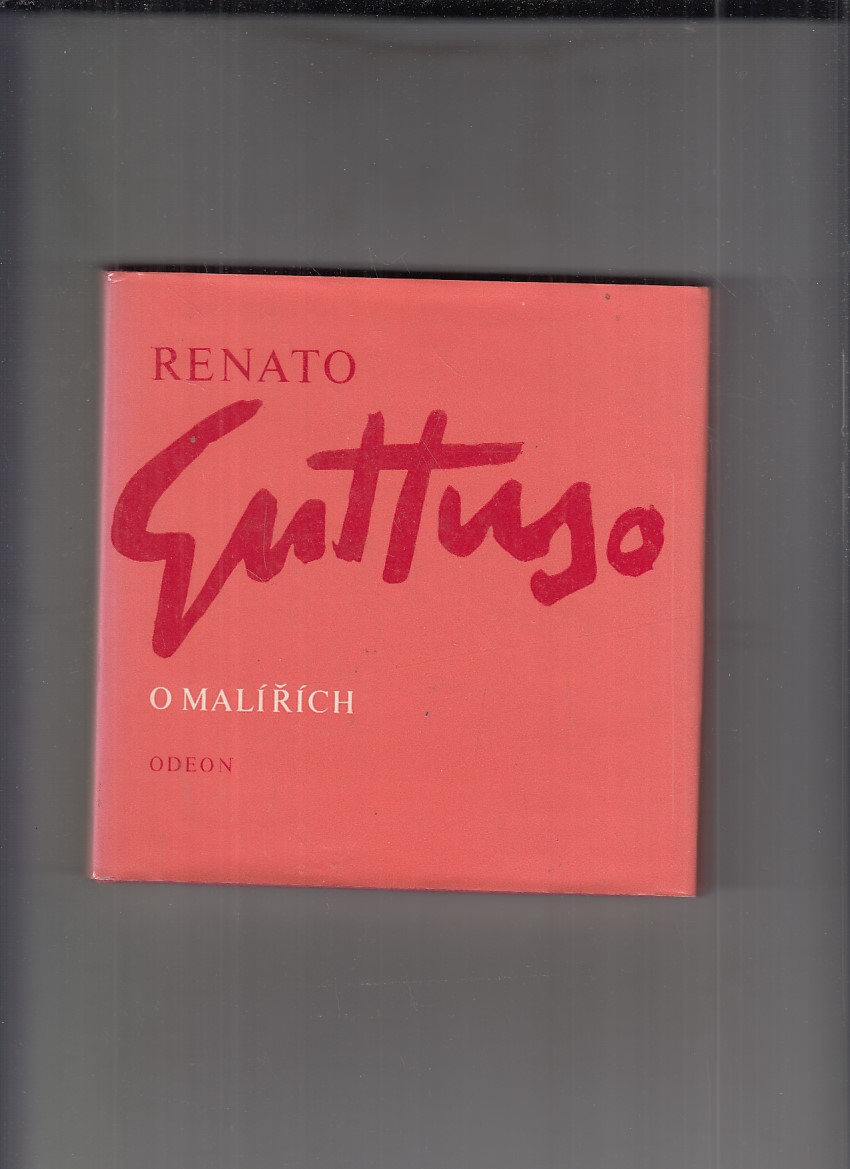 RENATO
Guttuso
O MALÍŘÍCH
ODEON